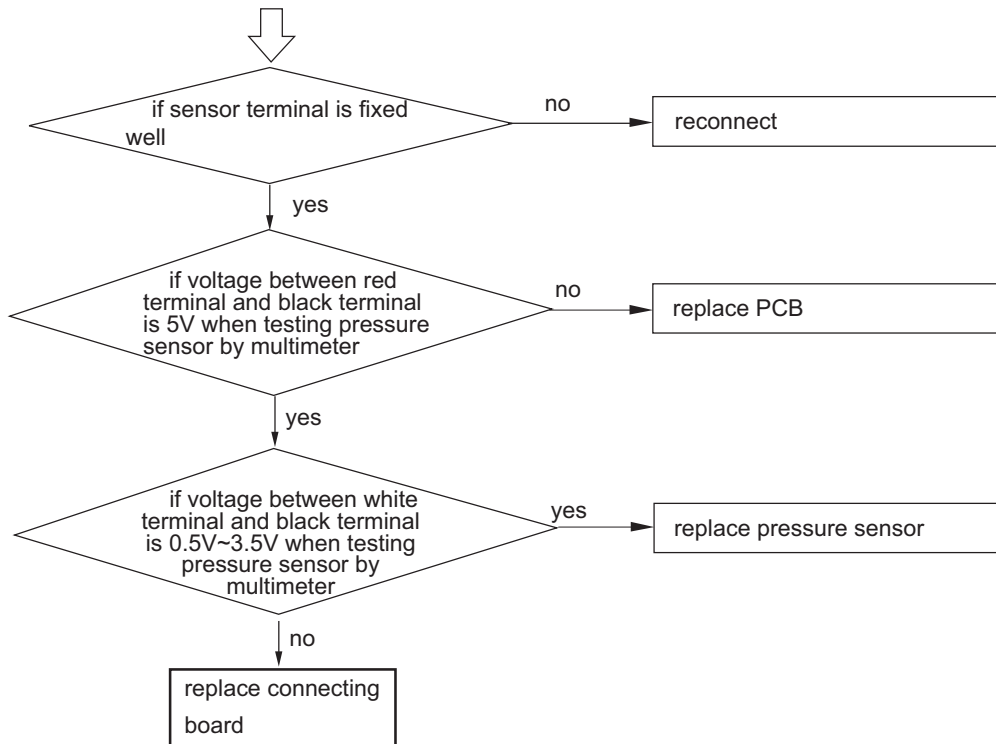 if sensor terminal is fixed
well
no
reconnect
yes
if voltage between red
terminal and black terminal
is 5V when testing pressure
sensor by multimeter
no
replace PCB
yes
if voltage between white
terminal and black terminal
is 0.5V~3.5V when testing
pressure sensor by
multimeter
yes
replace pressure sensor
no
replace connecting
board